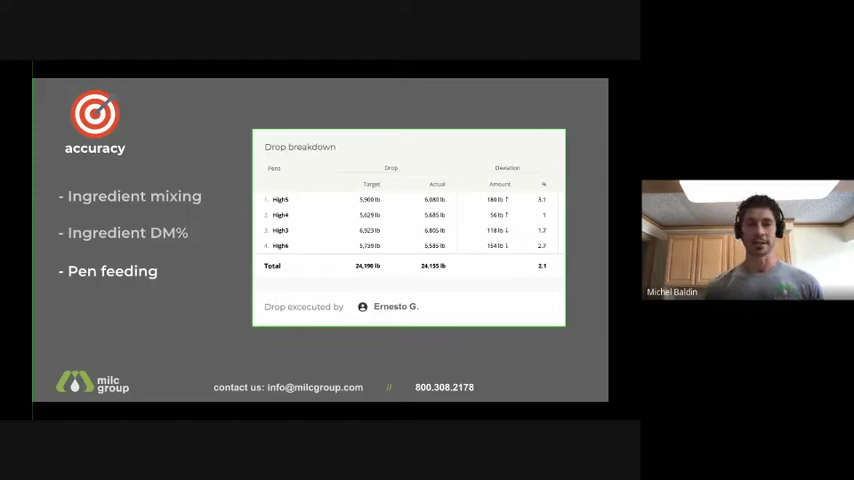 accuracy
- Ingredient mixing
- Ingredient DM%
- Pen feeding
Drop breakdown
Pens Drop Deviation
Target Actual Amount %
1. High5 5,900 lb 6,080 lb 180 lb ↑ 3.1
2. High4 5,629 lb 5,685 lb 56 lb ↑ 1
3. High3 6,923 lb 6,805 lb 118 lb ↓ 1.7
4. High6 5,739 lb 5,585 lb 154 lb ↓ 2.7
Total 24,190 lb 24,155 lb 2.1
Drop excecuted by Ernesto G.
milc
group
contact us: info@milcgroup.com // 800.308.2178
Michel Baldin